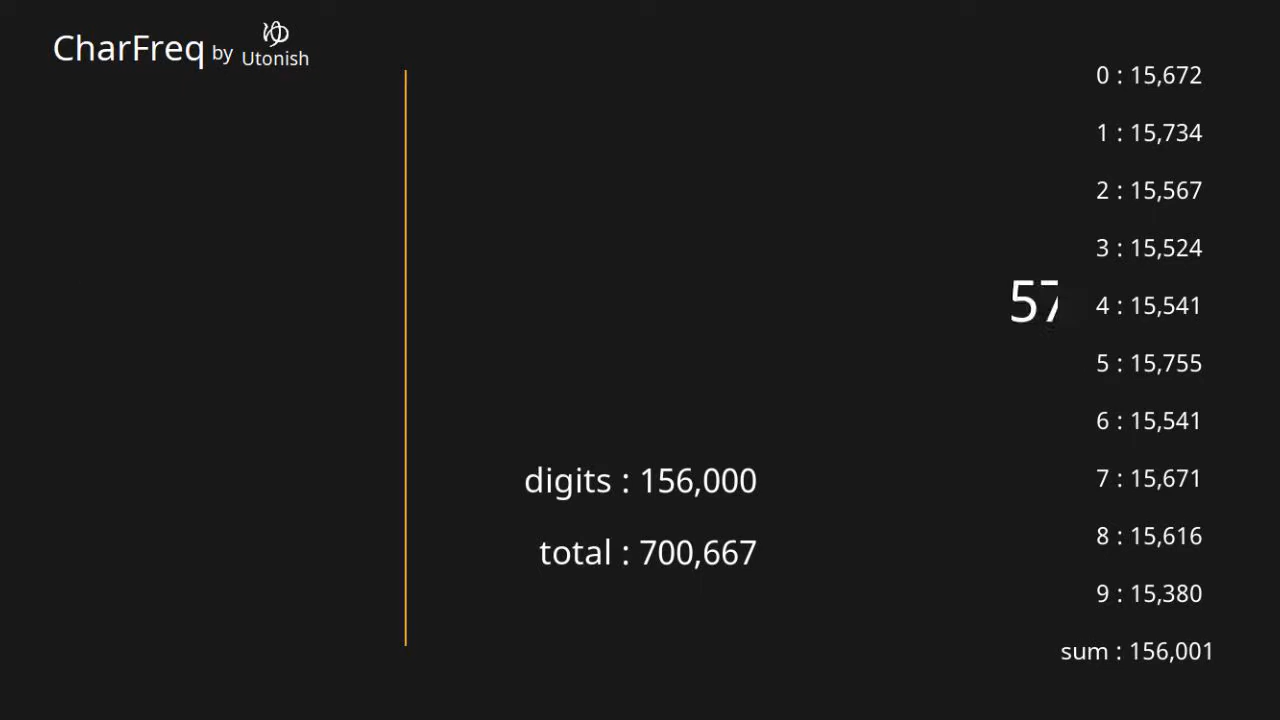 CharFreq by Utonish
0 : 15,672
1 : 15,734
2 : 15,567
3 : 15,524
57
4 : 15,541
5 : 15,755
6 : 15,541
digits : 156,000
7 : 15,671
8 : 15,616
total : 700,667
9 : 15,380
sum : 156,001